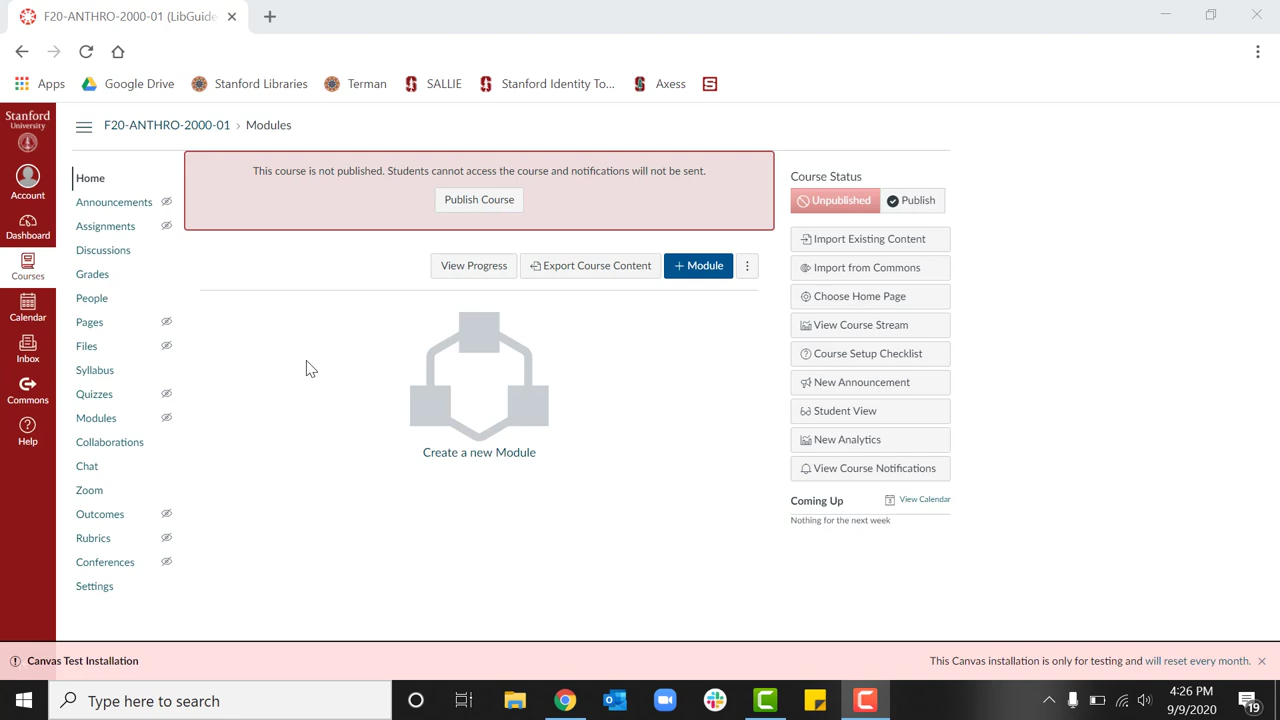 F20-ANTHRO-2000-01 (LibGuide
Apps
Google Drive
Stanford Libraries
Terman
SALLIE
Stanford Identity To...
Axess
Stanford
University
Account
Dashboard
Courses
Calendar
Inbox
Commons
Help
F20-ANTHRO-2000-01 › Modules
Home
Announcements
Assignments
Discussions
Grades
People
Pages
Files
Syllabus
Quizzes
Modules
Collaborations
Chat
Zoom
Outcomes
Rubrics
Conferences
Settings
This course is not published. Students cannot access the course and notifications will not be sent.
Publish Course
View Progress
Export Course Content
+ Module
Create a new Module
Course Status
Unpublished
Publish
Import Existing Content
Import from Commons
Choose Home Page
View Course Stream
Course Setup Checklist
New Announcement
Student View
New Analytics
View Course Notifications
Coming Up
View Calendar
Nothing for the next week
Canvas Test Installation
This Canvas installation is only for testing and will reset every month.
Type here to search
4:26 PM
9/9/2020
19